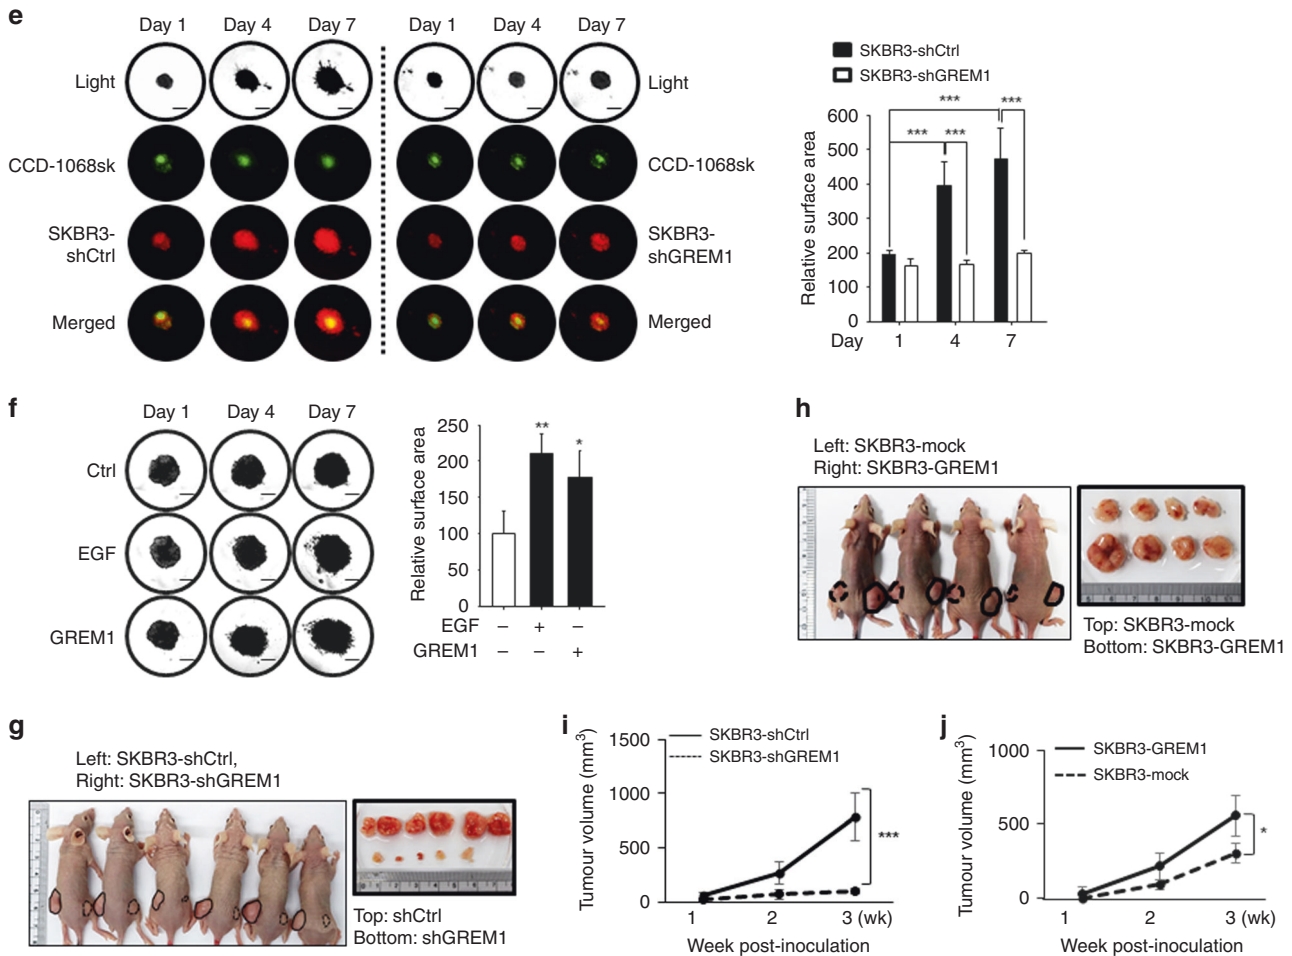 e
Day 1 Day 4 Day 7 Day 1 Day 4 Day 7
Light Light
CCD-1068sk CCD-1068sk
SKBR3-
shCtrl
SKBR3-
shGREM1
Merged Merged
SKBR3-shCtrl
SKBR3-shGREM1
Relative surface area
600
500
400
300
200
100
0
*** ***
*** ***
Day 1 4 7
f
Day 1 Day 4 Day 7
Ctrl
EGF
GREM1
Relative surface area
250
200
150
100
50
0
** *
EGF – + –
GREM1 – – +
h
Left: SKBR3-mock
Right: SKBR3-GREM1
Top: SKBR3-mock
Bottom: SKBR3-GREM1
g
Left: SKBR3-shCtrl,
Right: SKBR3-shGREM1
Top: shCtrl
Bottom: shGREM1
i
Tumour volume (mm3)
1500
1000
500
0
SKBR3-shCtrl
SKBR3-shGREM1
***
1 2 3 (wk)
Week post-inoculation
j
Tumour volume (mm3)
1000
500
0
SKBR3-GREM1
SKBR3-mock
*
1 2 3 (wk)
Week post-inoculation